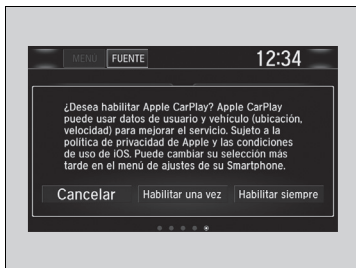 MENÚ FUENTE 12:34
¿Desea habilitar Apple CarPlay? Apple CarPlay
puede usar datos de usuario y vehículo (ubicación,
velocidad) para mejorar el servicio. Sujeto a la
política de privacidad de Apple y las condiciones
de uso de iOS. Puede cambiar su selección más
tarde en el menú de ajustes de su Smartphone.
Cancelar Habilitar una vez Habilitar siempre